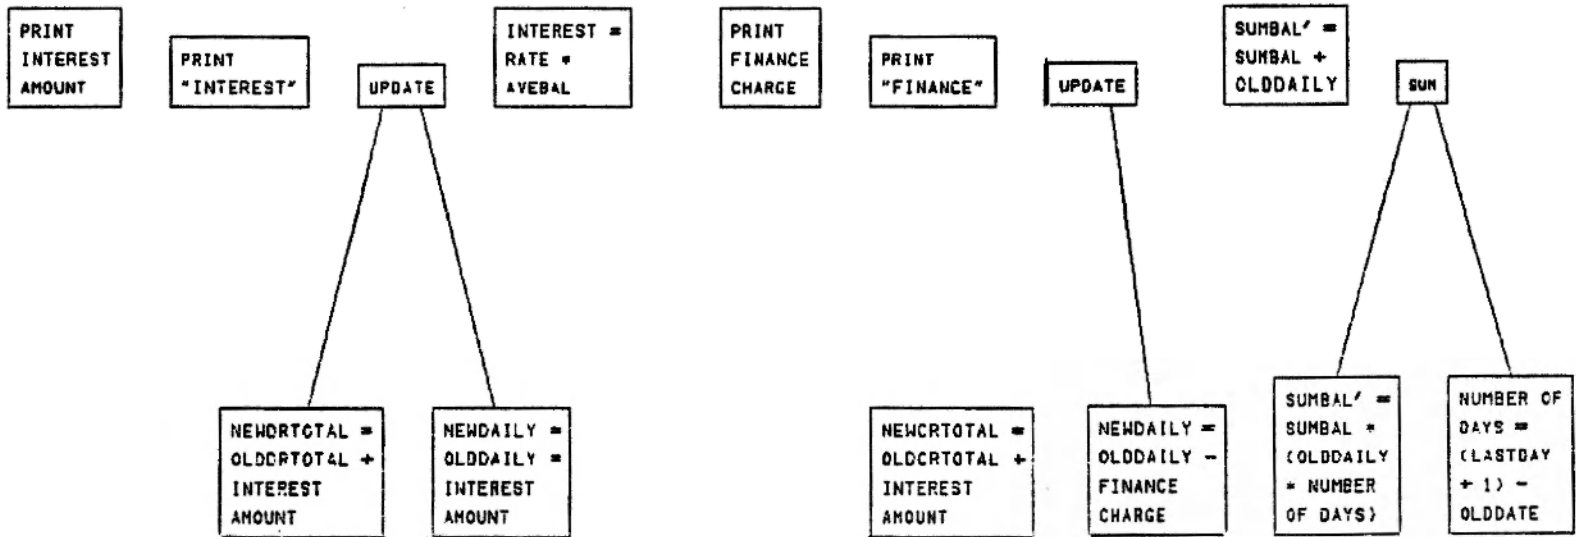 PRINT
INTEREST
AMOUNT
PRINT
"INTEREST"
UPDATE
INTEREST =
RATE *
AVEBAL
PRINT
FINANCE
CHARGE
PRINT
"FINANCE"
UPDATE
SUMBAL' =
SUMBAL +
OLDDAILY
SUM
NEWDRTOTAL =
OLDDRTOTAL +
INTEREST
AMOUNT
NEWDAILY =
OLDDAILY =
INTEREST
AMOUNT
NEWCRTOTAL =
OLDCRTOTAL +
INTEREST
AMOUNT
NEWDAILY =
OLDDAILY -
FINANCE
CHARGE
SUMBAL' =
SUMBAL *
(OLDDAILY
* NUMBER
OF DAYS)
NUMBER OF
DAYS =
(LASTDAY
+ 1) -
OLDDATE